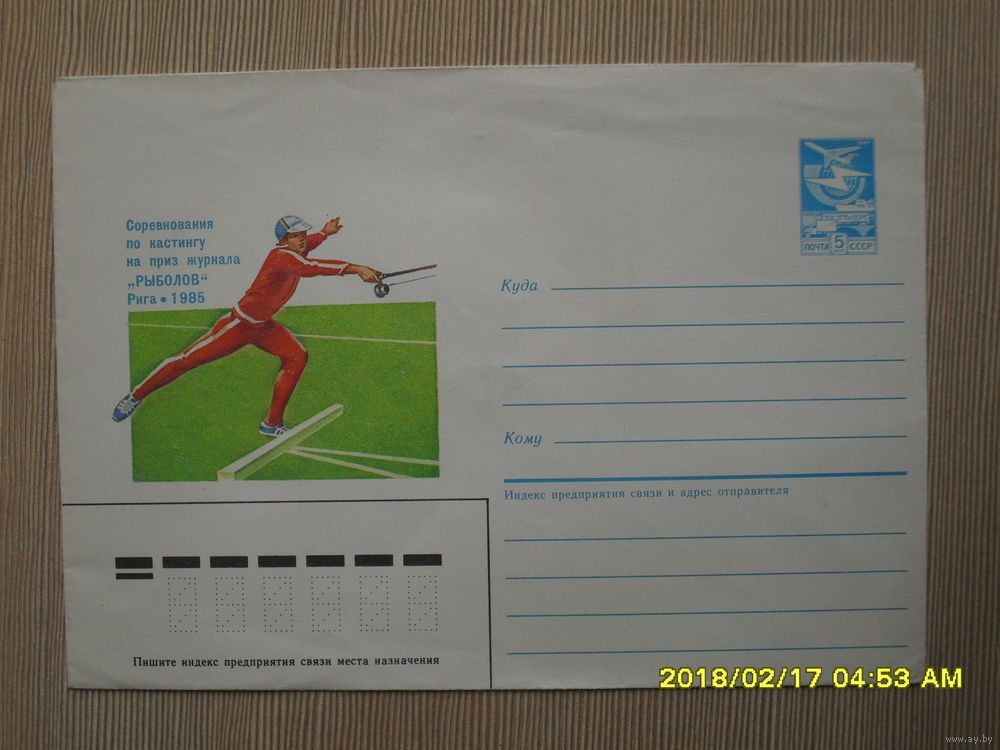 Соревнования
по кастингу
на приз журнала
„РЫБОЛОВ“
Рига • 1985
ПОЧТА 5 СССР
Куда
Кому
Индекс предприятия связи и адрес отправителя
Пишите индекс предприятия связи места назначения
2018/02/17 04:53 AM
www.ay.by